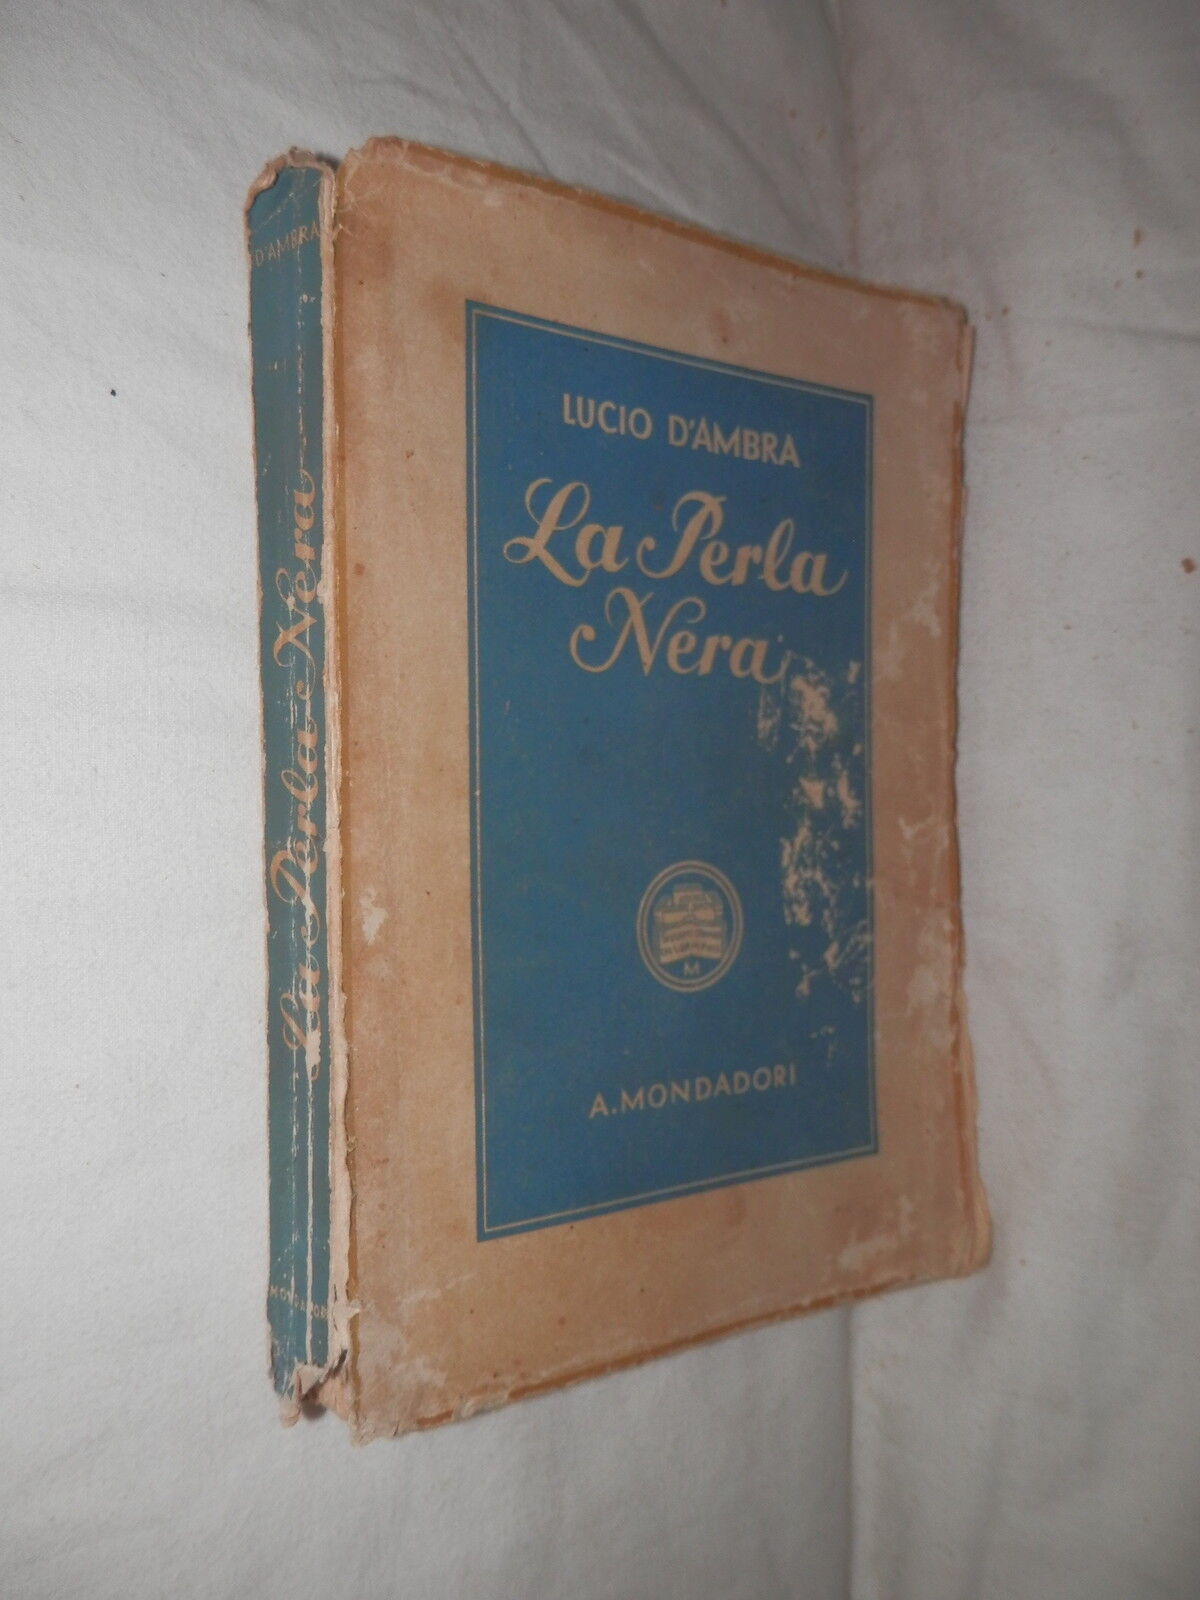 D'AMBRA
La Perla Nera
MONDADORI
LUCIO D'AMBRA
La Perla
Nera
M
A. MONDADORI